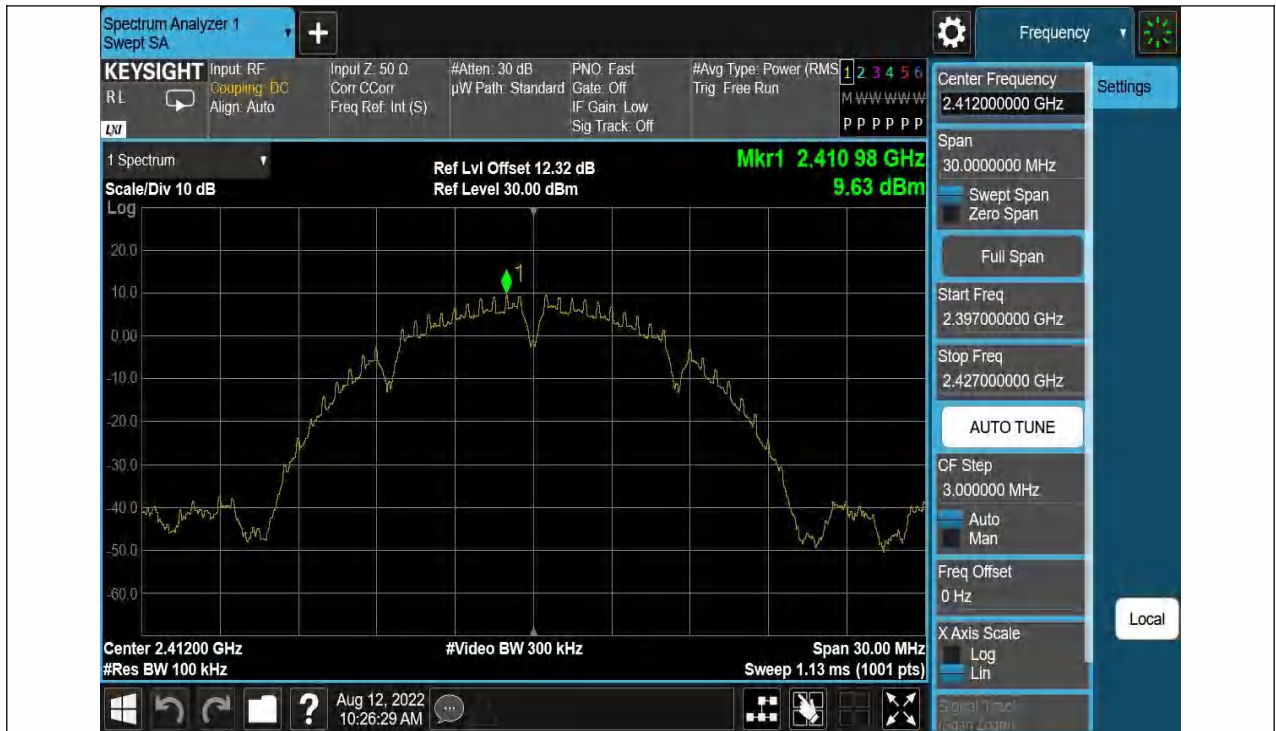 Spectrum Analyzer 1
Swept SA
Frequency
KEYSIGHT
R L
LXI
Input: RF
Coupling: DC
Align: Auto
Input Z: 50 Ω
Corr CCorr
Freq Ref: Int (S)
#Atten: 30 dB
µW Path: Standard
PNO: Fast
Gate: Off
IF Gain: Low
Sig Track: Off
#Avg Type: Power (RMS
Trig: Free Run
1 2 3 4 5 6
M W W W W W
P P P P P P
1 Spectrum
Scale/Div 10 dB
Log
Ref Lvl Offset 12.32 dB
Ref Level 30.00 dBm
Mkr1 2.410 98 GHz
9.63 dBm
1
20.0
10.0
0.00
-10.0
-20.0
-30.0
-40.0
-50.0
-60.0
Center 2.41200 GHz
#Res BW 100 kHz
#Video BW 300 kHz
Span 30.00 MHz
Sweep 1.13 ms (1001 pts)
Center Frequency
2.412000000 GHz
Settings
Span
30.0000000 MHz
Swept Span
Zero Span
Full Span
Start Freq
2.397000000 GHz
Stop Freq
2.427000000 GHz
AUTO TUNE
CF Step
3.000000 MHz
Auto
Man
Freq Offset
0 Hz
X Axis Scale
Log
Lin
Local
Signal Track
(Span Zoom)
?
Aug 12, 2022
10:26:29 AM